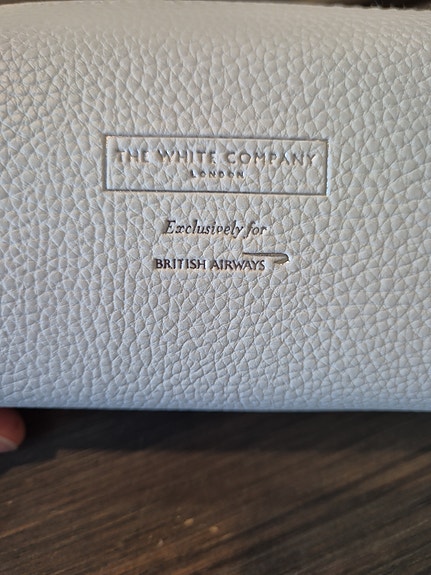 THE WHITE COMPANY
LONDON
Exclusively for
BRITISH AIRWAYS